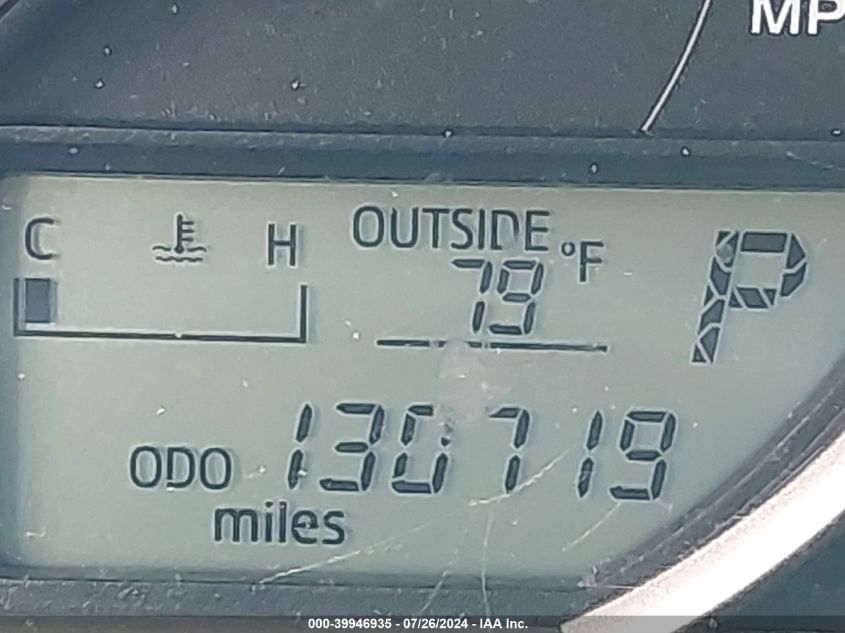 MP
C H
OUTSIDE
79 °F
P
ODO 130719
miles
000-39946935 - 07/26/2024 - IAA Inc.